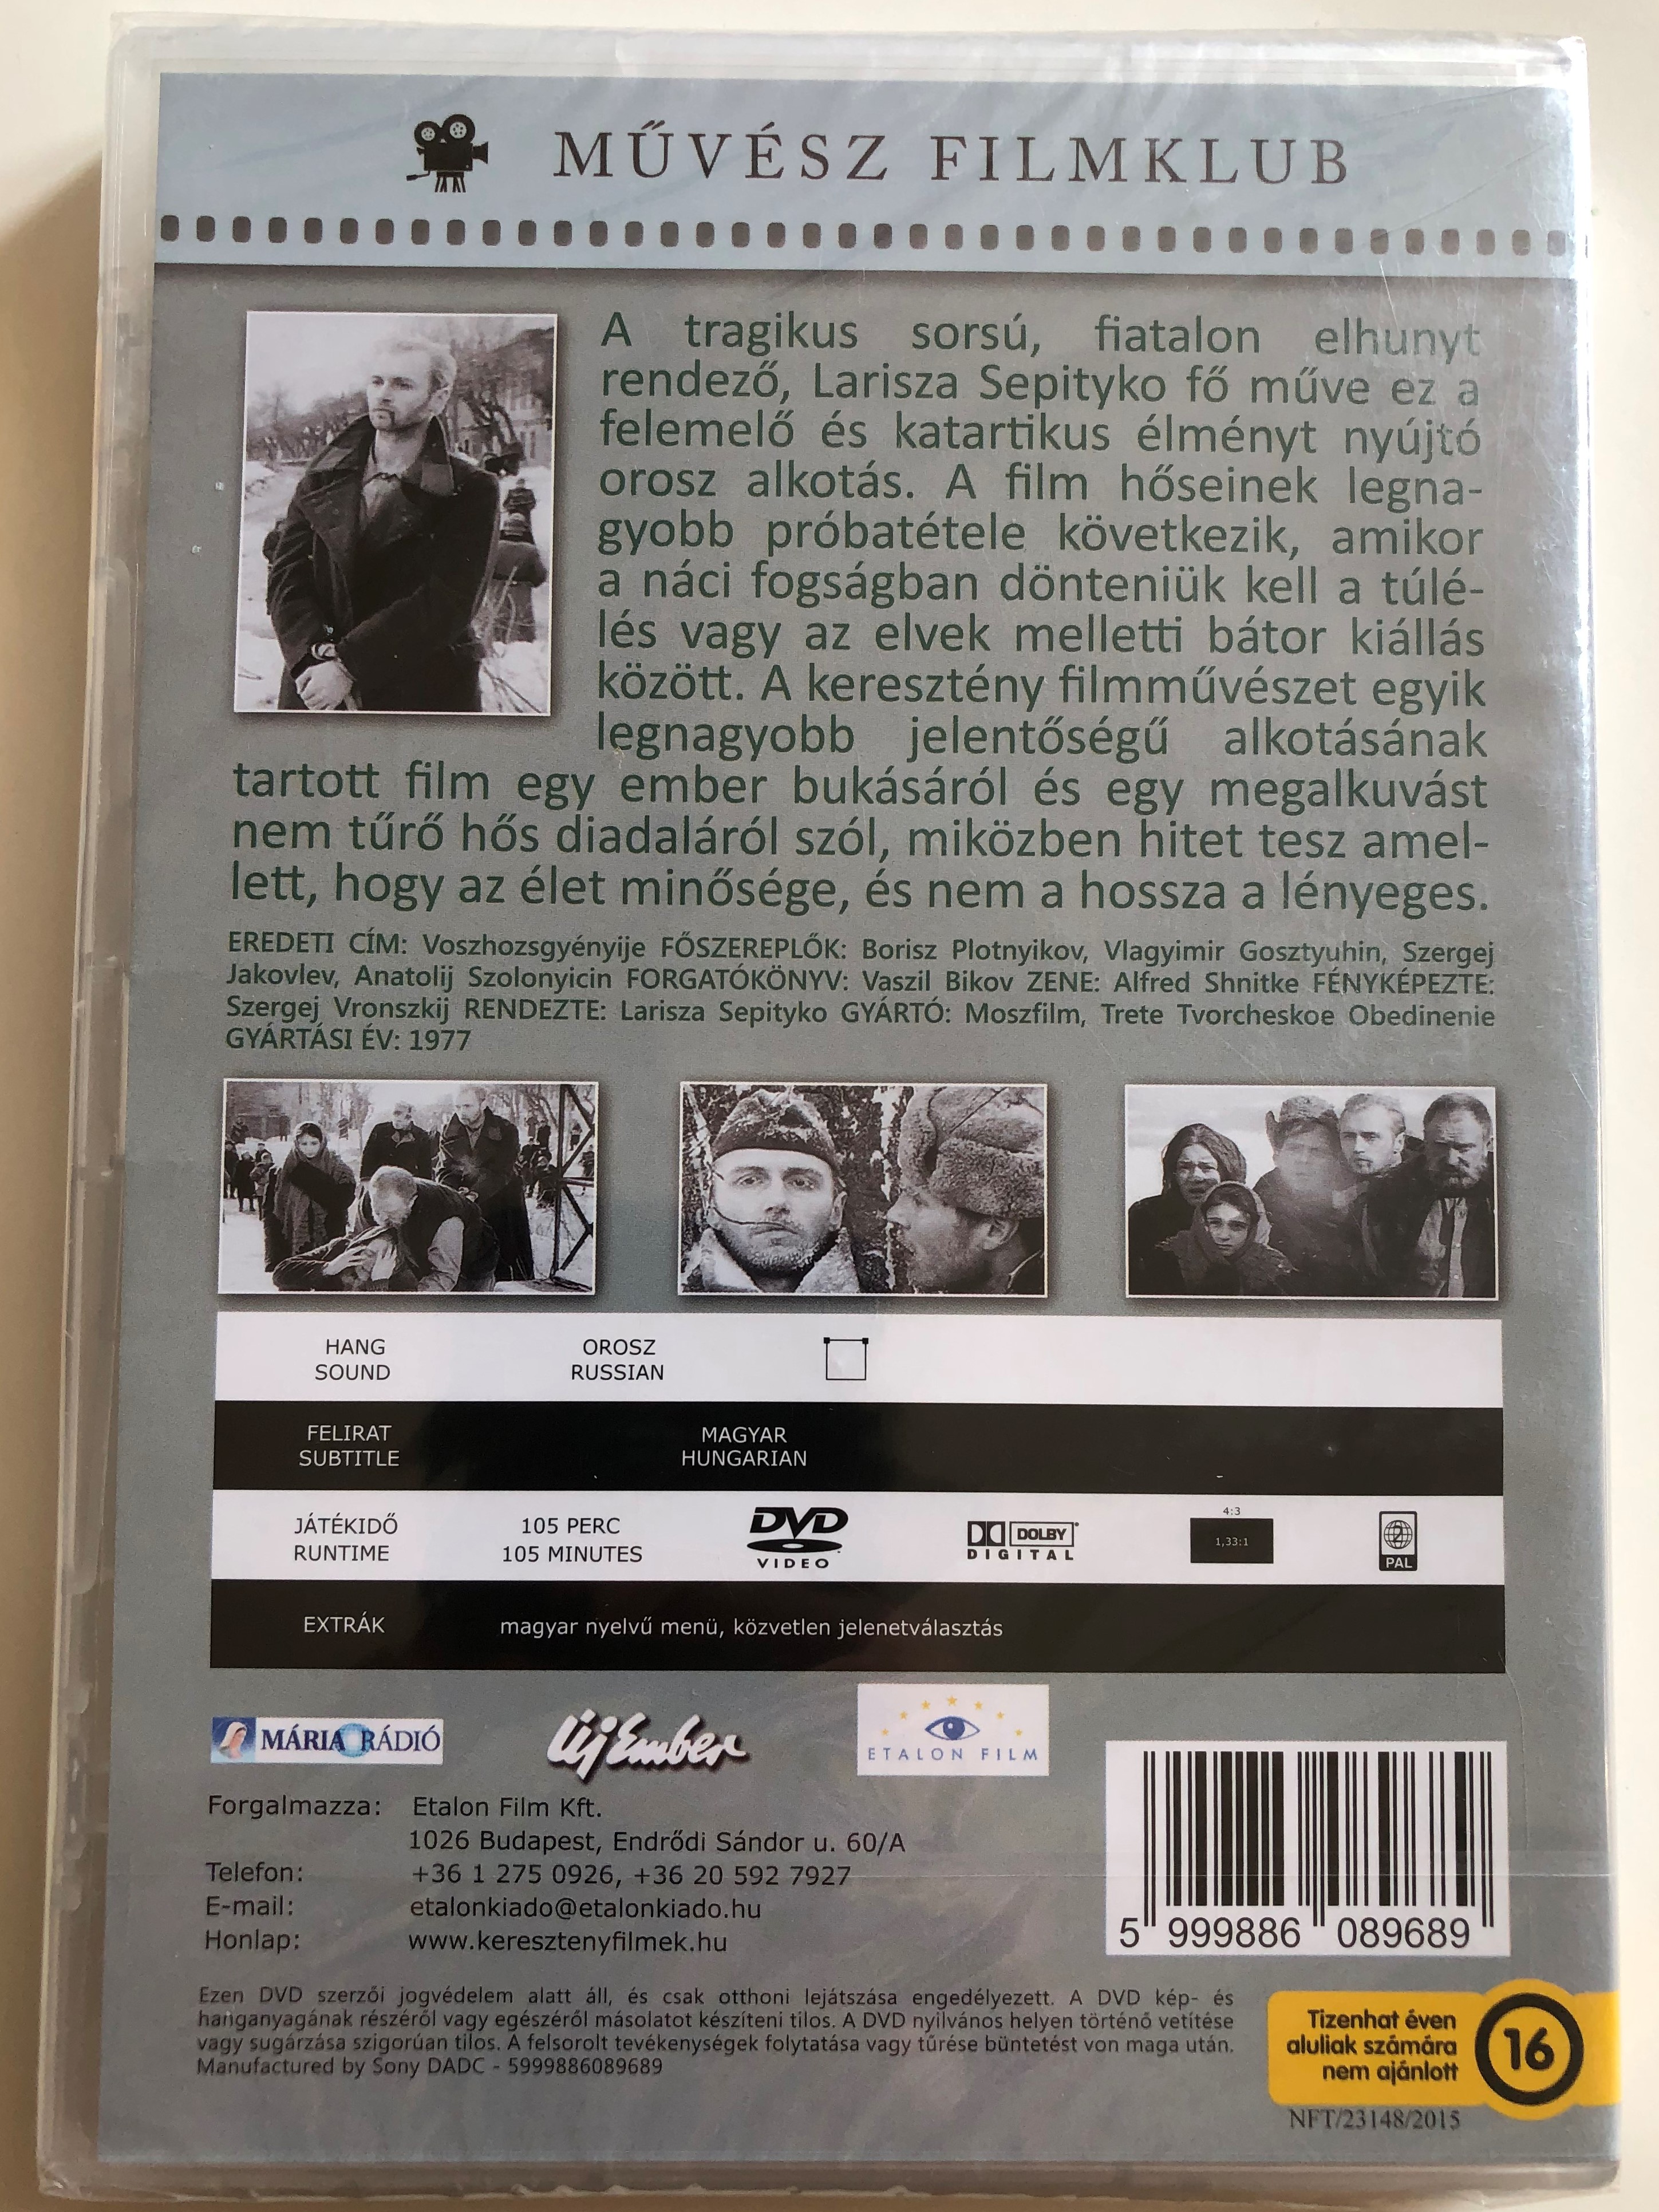 MŰVÉSZ FILMKLUB
A tragikus sorsú, fiatalon elhunyt
rendező, Larisza Sepityko fő műve ez a
felemelő és katartikus élményt nyújtó
orosz alkotás. A film hőseinek legna-
gyobb próbatétele következik, amikor
a náci fogságban dönteniük kell a túlé-
lés vagy az elvek melletti bátor kiállás
között. A keresztény filmművészet egyik
legnagyobb jelentőségű alkotásának
tartott film egy ember bukásáról és egy megalkuvást
nem tűrő hős diadaláról szól, miközben hitet tesz amel-
lett, hogy az élet minősége, és nem a hossza a lényeges.
EREDETI CÍM: Voszhozsgyényije FŐSZEREPLŐK: Borisz Plotnyikov, Vlagyimir Gosztyuhin, Szergej
Jakovlev, Anatolij Szolonyicin FORGATÓKÖNYV: Vaszil Bikov ZENE: Alfred Shnitke FÉNYKÉPEZTE:
Szergej Vronszkij RENDEZTE: Larisza Sepityko GYÁRTÓ: Moszfilm, Trete Tvorcheskoe Obedinenie
GYÁRTÁSI ÉV: 1977
HANG OROSZ
SOUND RUSSIAN
FELIRAT MAGYAR
SUBTITLE HUNGARIAN
JÁTÉKIDŐ 105 PERC
RUNTIME 105 MINUTES
DVD
VIDEO
DOLBY
DIGITAL
4:3
1,33:1
2
PAL
EXTRÁK magyar nyelvű menü, közvetlen jelenetválasztás
MÁRIA RÁDIÓ
Új Ember
ETALON FILM
Forgalmazza: Etalon Film Kft.
1026 Budapest, Endrődi Sándor u. 60/A
Telefon: +36 1 275 0926, +36 20 592 7927
E-mail: etalonkiado@etalonkiado.hu
Honlap: www.keresztenyfilmek.hu
5 999886 089689
Ezen DVD szerzői jogvédelem alatt áll, és csak otthoni lejátszása engedélyezett. A DVD kép- és
hanganyagának részéről vagy egészéről másolatot készíteni tilos. A DVD nyilvános helyen történő vetítése
vagy sugárzása szigorúan tilos. A felsorolt tevékenységek folytatása vagy tűrése büntetést von maga után.
Manufactured by Sony DADC - 5999886089689
Tizenhat éven
aluliak számára
nem ajánlott
16
NFT/23148/2015